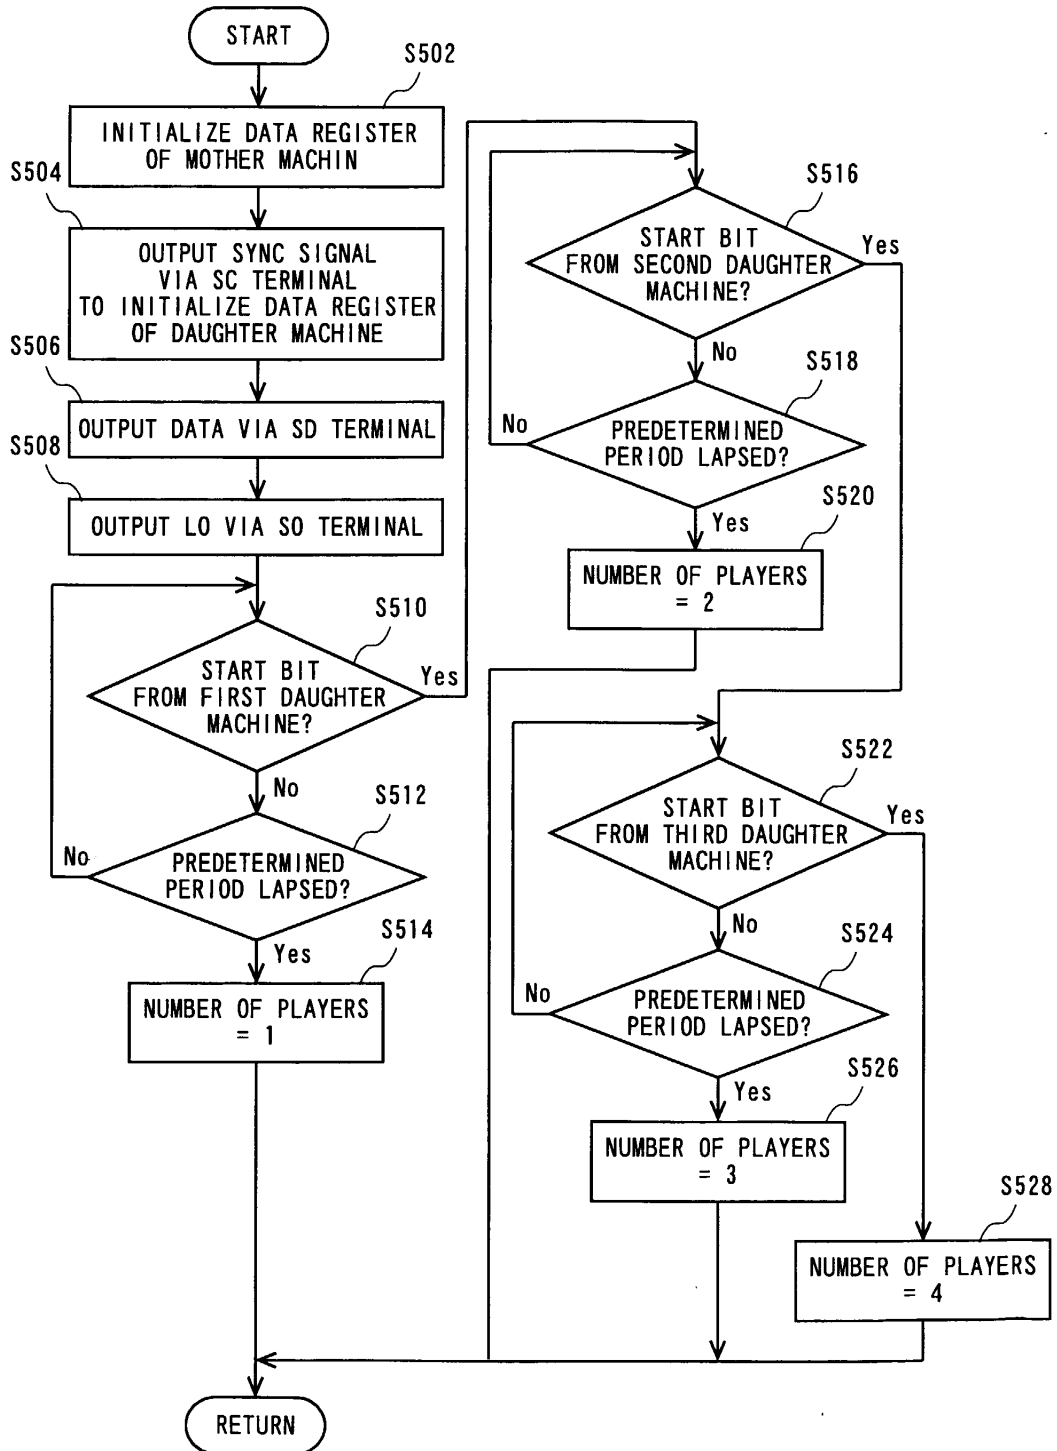 START
S502
INITIALIZE DATA REGISTER
OF MOTHER MACHIN
S504
OUTPUT SYNC SIGNAL
VIA SC TERMINAL
TO INITIALIZE DATA REGISTER
OF DAUGHTER MACHINE
S506
OUTPUT DATA VIA SD TERMINAL
S508
OUTPUT LO VIA SO TERMINAL
S510
START BIT
FROM FIRST DAUGHTER
MACHINE?
Yes
No
S512
PREDETERMINED
PERIOD LAPSED?
No
Yes
S514
NUMBER OF PLAYERS
= 1
S516
START BIT
FROM SECOND DAUGHTER
MACHINE?
Yes
No
S518
PREDETERMINED
PERIOD LAPSED?
No
Yes
S520
NUMBER OF PLAYERS
= 2
S522
START BIT
FROM THIRD DAUGHTER
MACHINE?
Yes
No
S524
PREDETERMINED
PERIOD LAPSED?
No
Yes
S526
NUMBER OF PLAYERS
= 3
S528
NUMBER OF PLAYERS
= 4
RETURN